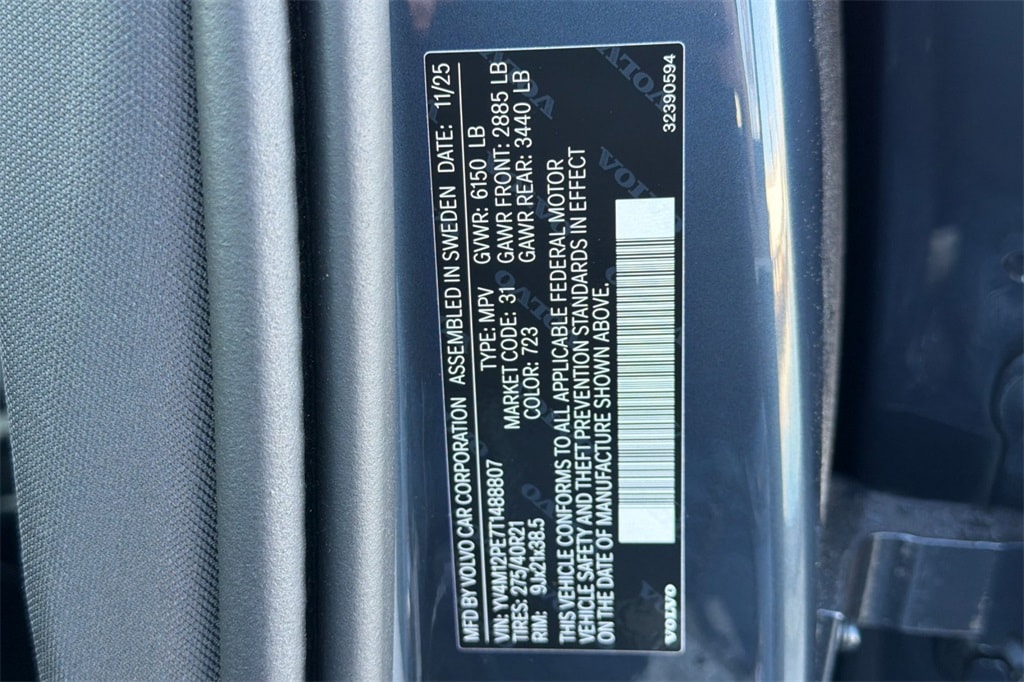 MFD BY VOLVO CAR CORPORATION ASSEMBLED IN SWEDEN DATE: 11/25
VIN: YV4M12PE7T1488807 TYPE: MPV GVWR: 6150 LB
TIRES: 275/40R21 MARKET CODE: 31 GAWR FRONT: 2885 LB
RIM: 9Jx21x38.5 COLOR: 723 GAWR REAR: 3440 LB
THIS VEHICLE CONFORMS TO ALL APPLICABLE FEDERAL MOTOR
VEHICLE SAFETY AND THEFT PREVENTION STANDARDS IN EFFECT
ON THE DATE OF MANUFACTURE SHOWN ABOVE.
VOLVO 32390594